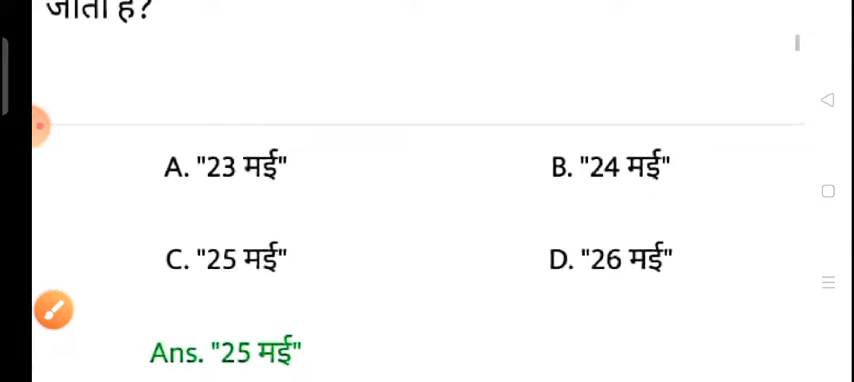 जाता है?
A. "23 मई"
B. "24 मई"
C. "25 मई"
D. "26 मई"
Ans. "25 मई"